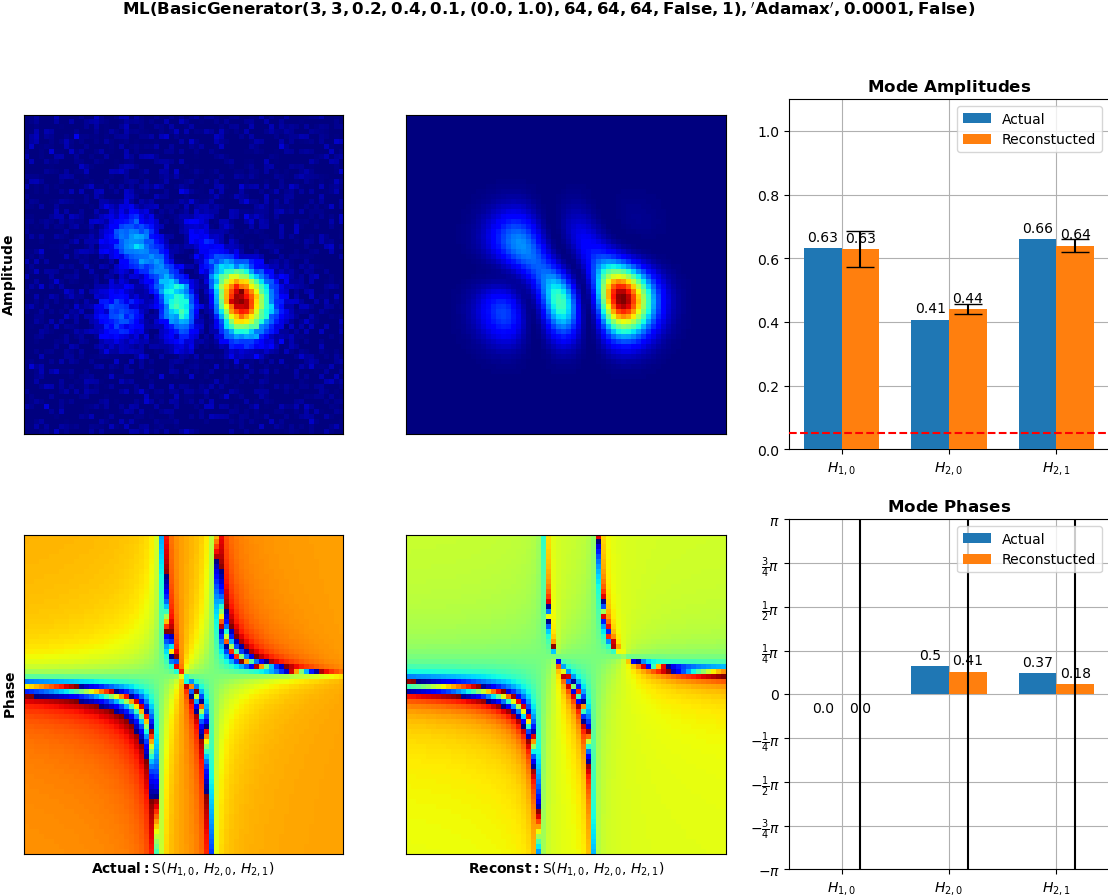 ML(BasicGenerator(3, 3, 0.2, 0.4, 0.1, (0.0, 1.0), 64, 64, 64, False, 1), ′Adamax′, 0.0001, False)
Mode Amplitudes
Actual
Reconstucted
1.0
0.8
0.6
0.4
0.2
0.0
0.63
0.63
0.41
0.44
0.66
0.64
H₁,₀
H₂,₀
H₂,₁
Amplitude
Mode Phases
Actual
Reconstucted
π
¾π
½π
¼π
0
−¼π
−½π
−¾π
−π
0.0
0.0
0.5
0.41
0.37
0.18
H₁,₀
H₂,₀
H₂,₁
Phase
Actual: S(H₁,₀, H₂,₀, H₂,₁)
Reconst: S(H₁,₀, H₂,₀, H₂,₁)